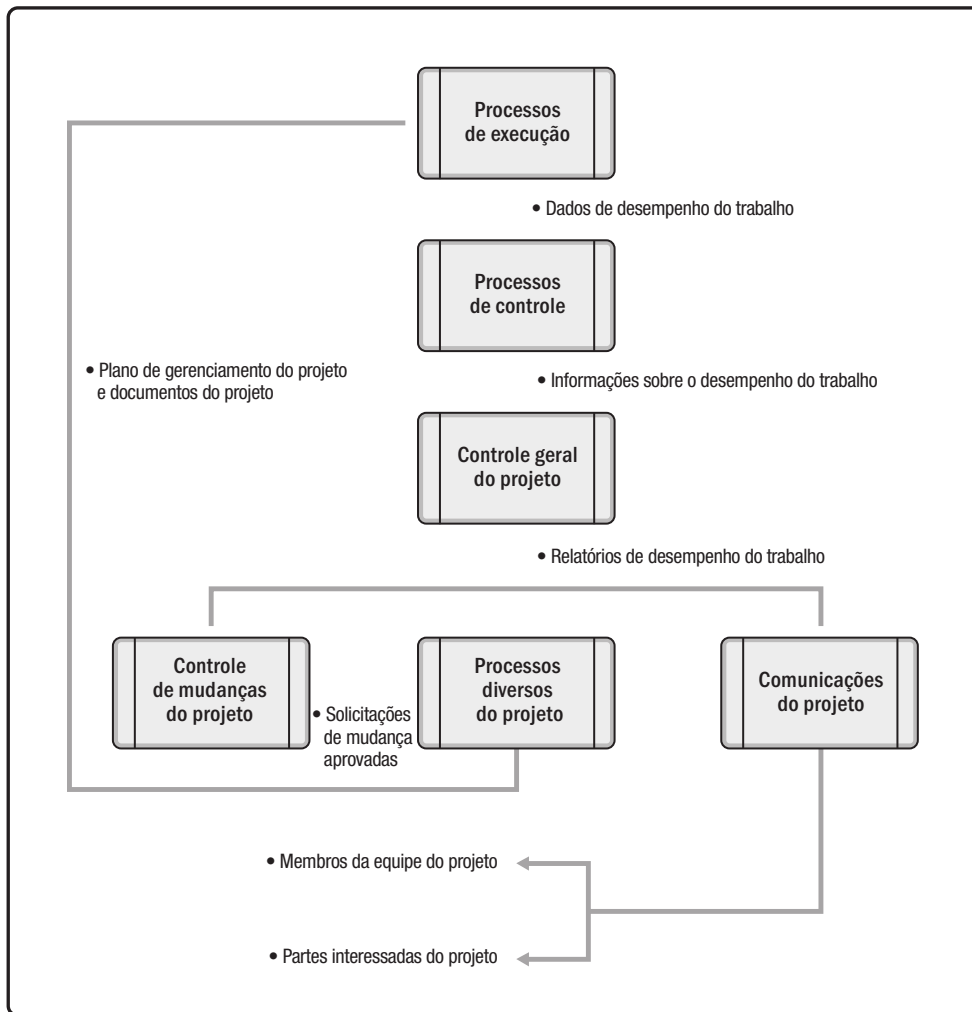 Processos
de execução
• Dados de desempenho do trabalho
Processos
de controle
• Plano de gerenciamento do projeto
e documentos do projeto
• Informações sobre o desempenho do trabalho
Controle geral
do projeto
• Relatórios de desempenho do trabalho
Controle
de mudanças
do projeto
• Solicitações
de mudança
aprovadas
Processos
diversos
do projeto
Comunicações
do projeto
• Membros da equipe do projeto
• Partes interessadas do projeto